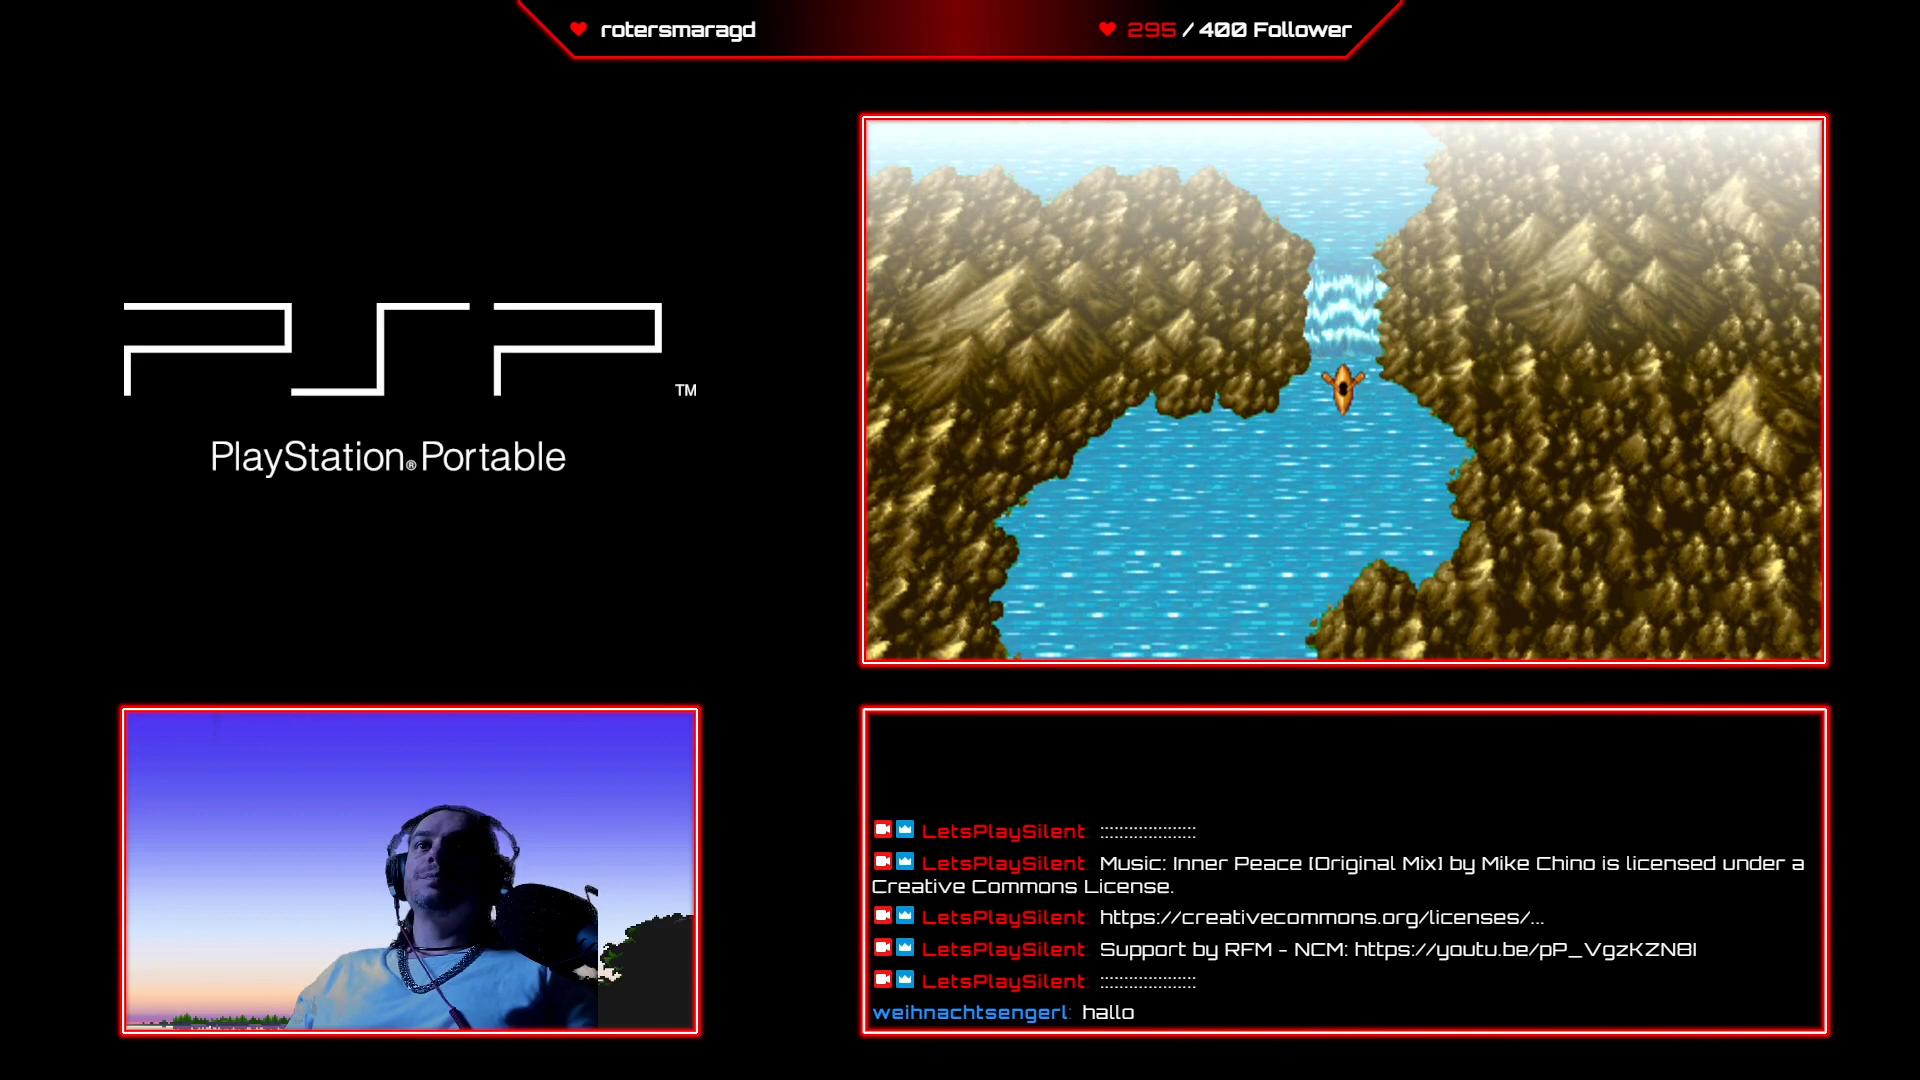 rotersmaragd
295 / 400 Follower
PSP
TM
PlayStation® Portable
LetsPlaySilent: ::::::::::::::::::::
LetsPlaySilent: Music: Inner Peace [Original Mix] by Mike Chino is licensed under a
Creative Commons License.
LetsPlaySilent: https://creativecommons.org/licenses/...
LetsPlaySilent: Support by RFM - NCM: https://youtu.be/pP_VgzKZN8I
LetsPlaySilent: ::::::::::::::::::::
weihnachtsengerl: hallo